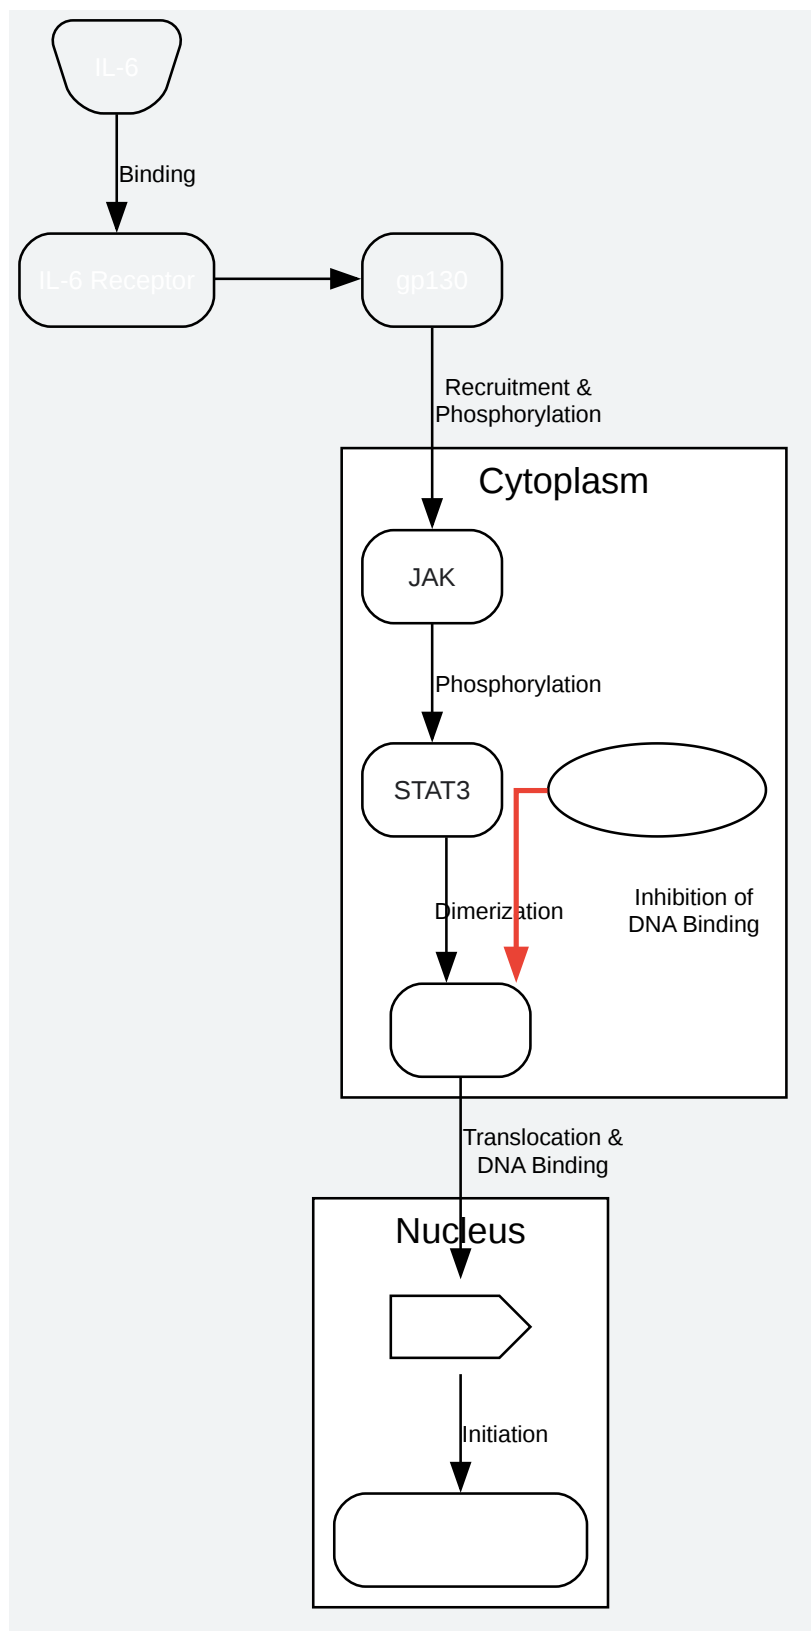 IL-6
Binding
IL-6 Receptor
gp130
Recruitment &
Phosphorylation
Cytoplasm
JAK
Phosphorylation
STAT3
Inhibition of
DNA Binding
Dimerization
Translocation &
DNA Binding
Nucleus
Initiation